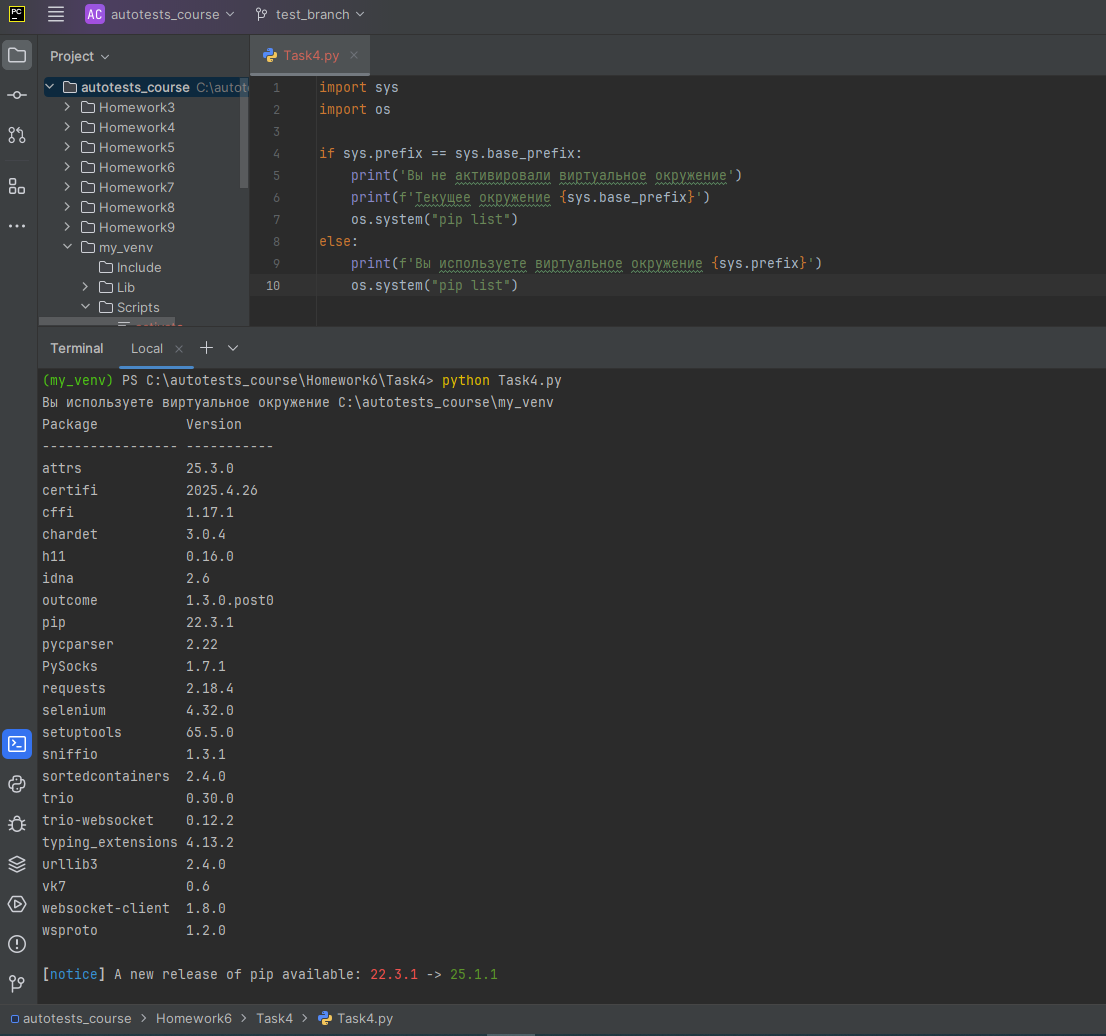 PC AC autotests_course test_branch
Project
Task4.py
autotests_course C:\autot
Homework3
Homework4
Homework5
Homework6
Homework7
Homework8
Homework9
my_venv
Include
Lib
Scripts
1 import sys
2 import os
3
4 if sys.prefix == sys.base_prefix:
5 print('Вы не активировали виртуальное окружение')
6 print(f'Текущее окружение {sys.base_prefix}')
7 os.system("pip list")
8 else:
9 print(f'Вы используете виртуальное окружение {sys.prefix}')
10 os.system("pip list")
Terminal Local
(my_venv) PS C:\autotests_course\Homework6\Task4> python Task4.py
Вы используете виртуальное окружение C:\autotests_course\my_venv
Package Version
----------------- -----------
attrs 25.3.0
certifi 2025.4.26
cffi 1.17.1
chardet 3.0.4
h11 0.16.0
idna 2.6
outcome 1.3.0.post0
pip 22.3.1
pycparser 2.22
PySocks 1.7.1
requests 2.18.4
selenium 4.32.0
setuptools 65.5.0
sniffio 1.3.1
sortedcontainers 2.4.0
trio 0.30.0
trio-websocket 0.12.2
typing_extensions 4.13.2
urllib3 2.4.0
vk7 0.6
websocket-client 1.8.0
wsproto 1.2.0
[notice] A new release of pip available: 22.3.1 -> 25.1.1
autotests_course > Homework6 > Task4 > Task4.py